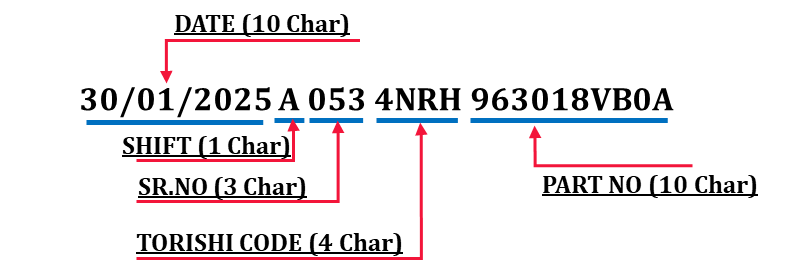 DATE (10 Char)
30/01/2025 A 053 4NRH 963018VB0A
SHIFT (1 Char)
SR.NO (3 Char)
PART NO (10 Char)
TORISHI CODE (4 Char)